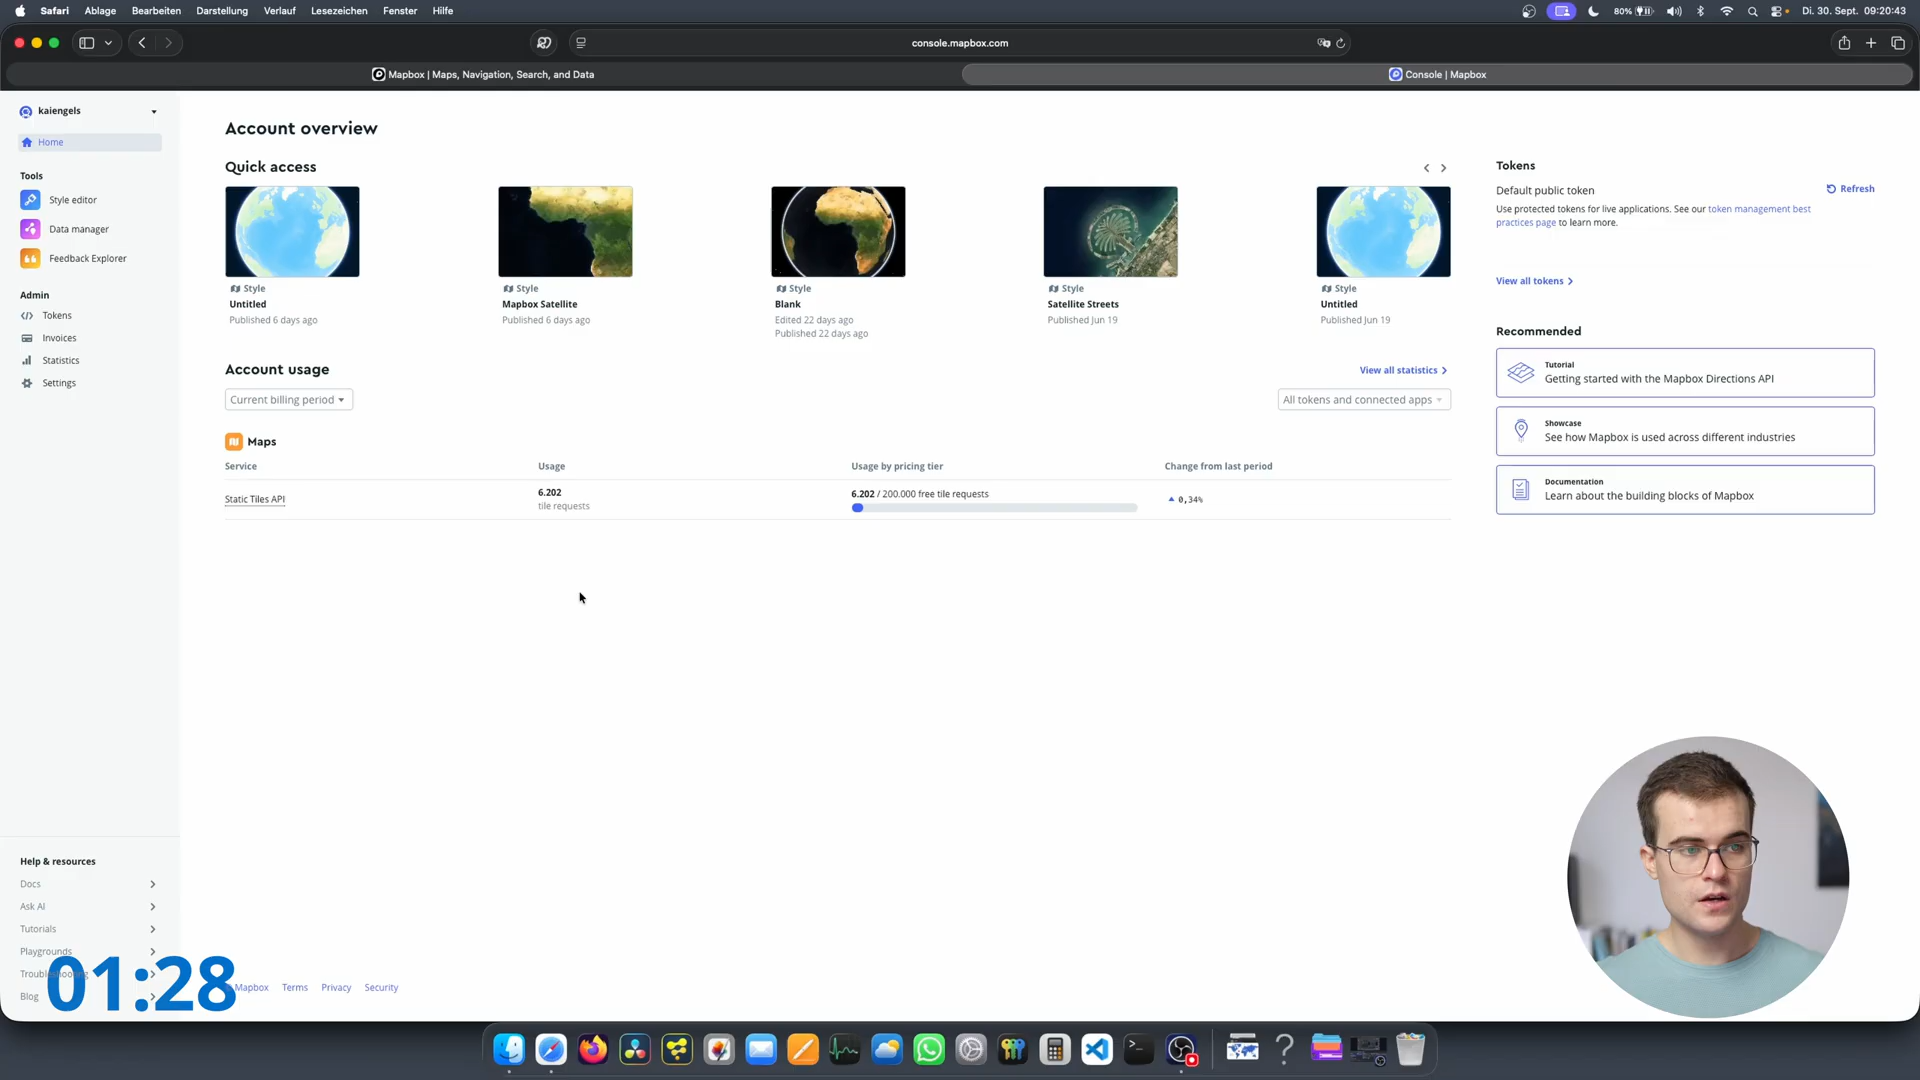 Safari Ablage Bearbeiten Darstellung Verlauf Lesezeichen Fenster Hilfe
80% Di. 30. Sept. 09:20:43
console.mapbox.com
Mapbox | Maps, Navigation, Search, and Data
Console | Mapbox
kaiengels
Home
Tools
Style editor
Data manager
Feedback Explorer
Admin
Tokens
Invoices
Statistics
Settings
Account overview
Quick access
Style
Untitled
Published 6 days ago
Style
Mapbox Satellite
Published 6 days ago
Style
Blank
Edited 22 days ago
Published 22 days ago
Style
Satellite Streets
Published Jun 19
Style
Untitled
Published Jun 19
Account usage
View all statistics
Current billing period
All tokens and connected apps
Maps
Service Usage Usage by pricing tier Change from last period
Static Tiles API
6.202
tile requests
6.202 / 200.000 free tile requests
0,34%
Tokens
Default public token
Refresh
Use protected tokens for live applications. See our token management best
practices page to learn more.
View all tokens
Recommended
Tutorial
Getting started with the Mapbox Directions API
Showcase
See how Mapbox is used across different industries
Documentation
Learn about the building blocks of Mapbox
Help & resources
Docs
Ask AI
Tutorials
Playgrounds
Troubleshooting
Blog
01:28
Mapbox Terms Privacy Security